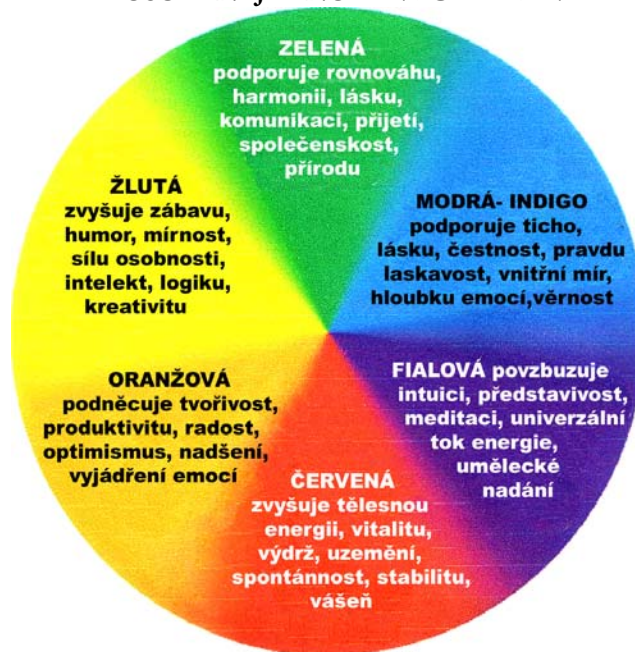 ZELENÁ
podporuje rovnováhu,
harmonii, lásku,
komunikaci, přijetí,
společenskost,
přírodu
MODRÁ- INDIGO
podporuje ticho,
lásku, čestnost, pravdu
laskavost, vnitřní mír,
hloubku emocí,věrnost
FIALOVÁ povzbuzuje
intuici, představivost,
meditaci, univerzální
tok energie,
umělecké
nadání
ČERVENÁ
zvyšuje tělesnou
energii, vitalitu,
výdrž, uzemění,
spontánnost, stabilitu,
vášeň
ORANŽOVÁ
podněcuje tvořivost,
produktivitu, radost,
optimismus, nadšení,
vyjádření emocí
ŽLUTÁ
zvyšuje zábavu,
humor, mírnost,
sílu osobnosti,
intelekt, logiku,
kreativitu